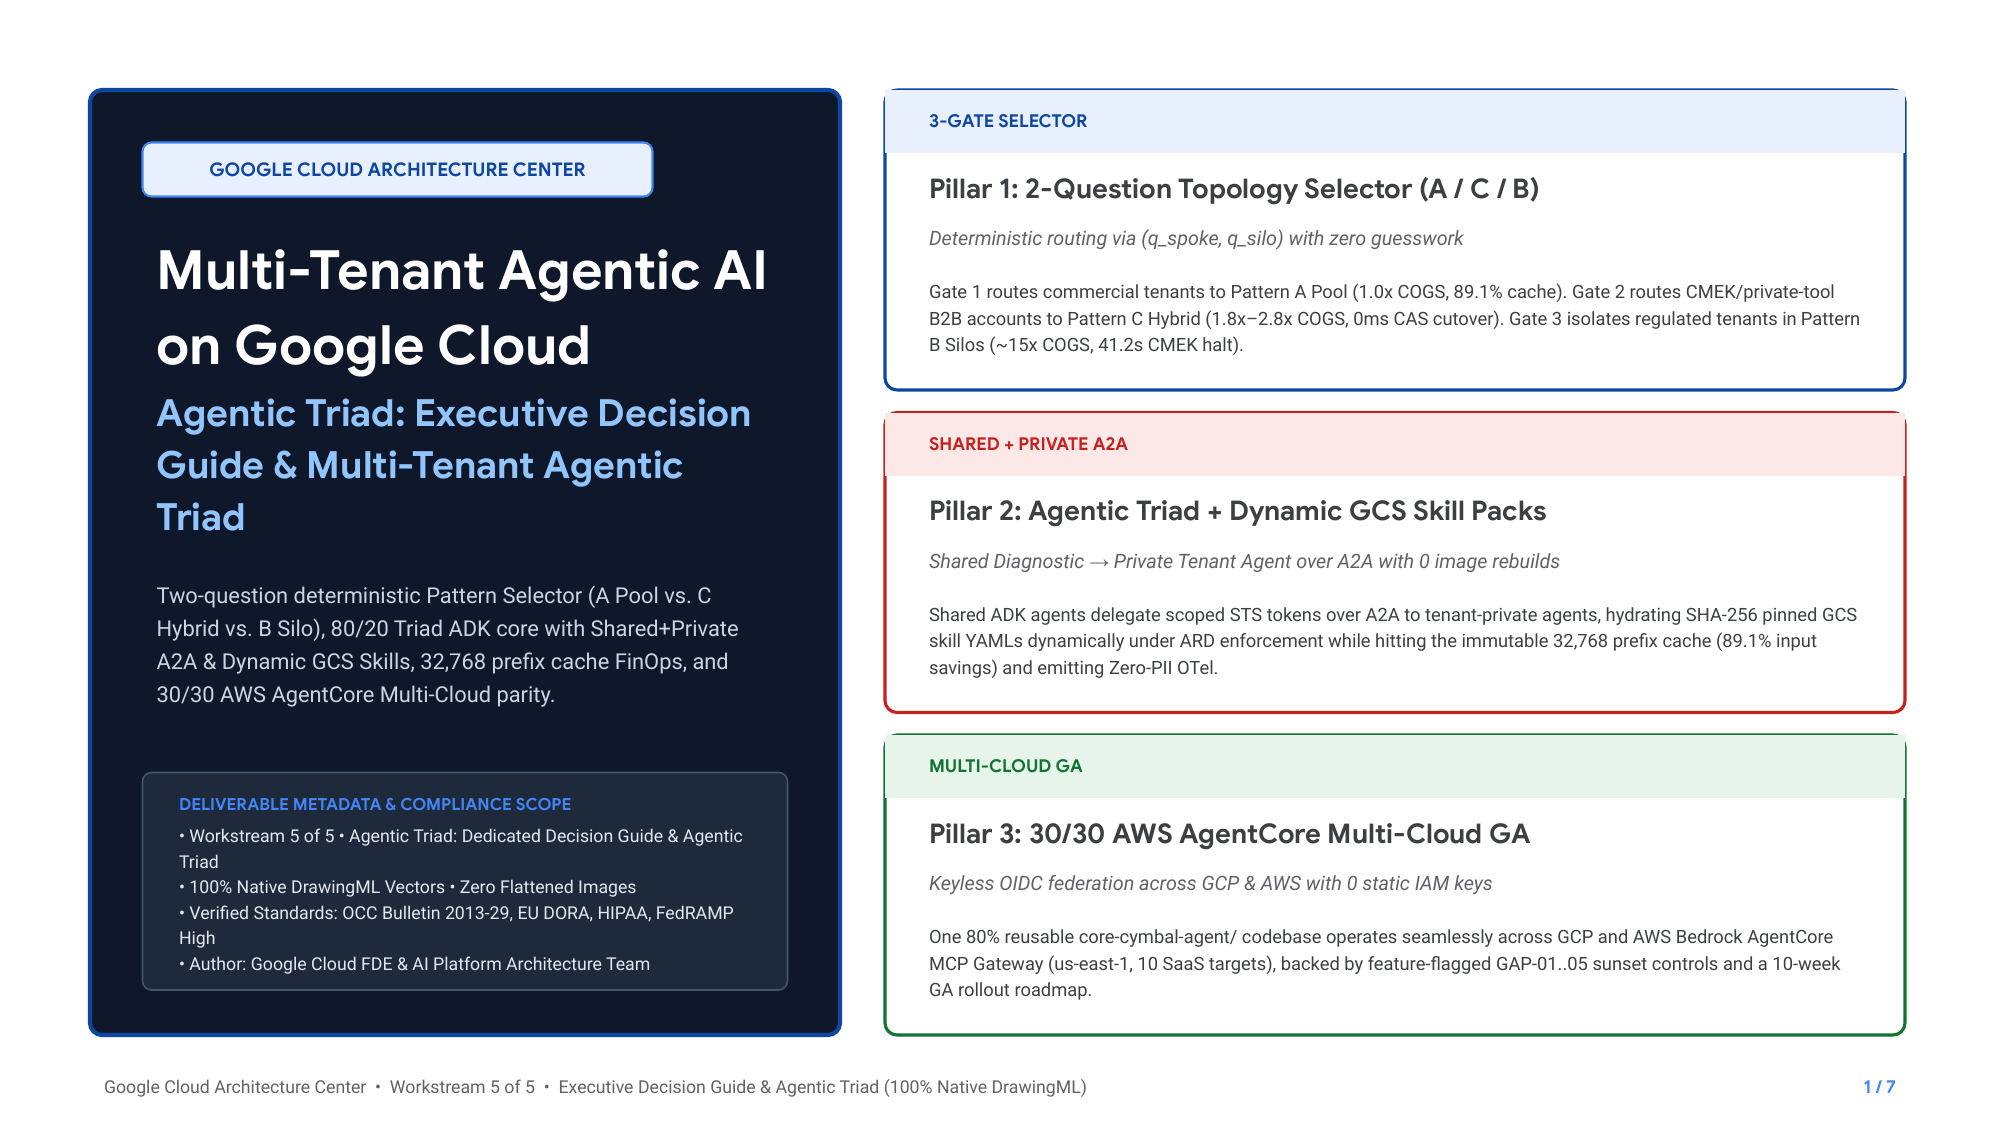 GOOGLE CLOUD ARCHITECTURE CENTER
Multi-Tenant Agentic AI
on Google Cloud
Agentic Triad: Executive Decision
Guide & Multi-Tenant Agentic
Triad
Two-question deterministic Pattern Selector (A Pool vs. C
Hybrid vs. B Silo), 80/20 Triad ADK core with Shared+Private
A2A & Dynamic GCS Skills, 32,768 prefix cache FinOps, and
30/30 AWS AgentCore Multi-Cloud parity.
DELIVERABLE METADATA & COMPLIANCE SCOPE
• Workstream 5 of 5 • Agentic Triad: Dedicated Decision Guide & Agentic
Triad
• 100% Native DrawingML Vectors • Zero Flattened Images
• Verified Standards: OCC Bulletin 2013-29, EU DORA, HIPAA, FedRAMP
High
• Author: Google Cloud FDE & AI Platform Architecture Team
3-GATE SELECTOR
Pillar 1: 2-Question Topology Selector (A / C / B)
Deterministic routing via (q_spoke, q_silo) with zero guesswork
Gate 1 routes commercial tenants to Pattern A Pool (1.0x COGS, 89.1% cache). Gate 2 routes CMEK/private-tool
B2B accounts to Pattern C Hybrid (1.8x–2.8x COGS, 0ms CAS cutover). Gate 3 isolates regulated tenants in Pattern
B Silos (~15x COGS, 41.2s CMEK halt).
SHARED + PRIVATE A2A
Pillar 2: Agentic Triad + Dynamic GCS Skill Packs
Shared Diagnostic → Private Tenant Agent over A2A with 0 image rebuilds
Shared ADK agents delegate scoped STS tokens over A2A to tenant-private agents, hydrating SHA-256 pinned GCS
skill YAMLs dynamically under ARD enforcement while hitting the immutable 32,768 prefix cache (89.1% input
savings) and emitting Zero-PII OTel.
MULTI-CLOUD GA
Pillar 3: 30/30 AWS AgentCore Multi-Cloud GA
Keyless OIDC federation across GCP & AWS with 0 static IAM keys
One 80% reusable core-cymbal-agent/ codebase operates seamlessly across GCP and AWS Bedrock AgentCore
MCP Gateway (us-east-1, 10 SaaS targets), backed by feature-flagged GAP-01..05 sunset controls and a 10-week
GA rollout roadmap.
Google Cloud Architecture Center • Workstream 5 of 5 • Executive Decision Guide & Agentic Triad (100% Native DrawingML)
1 / 7